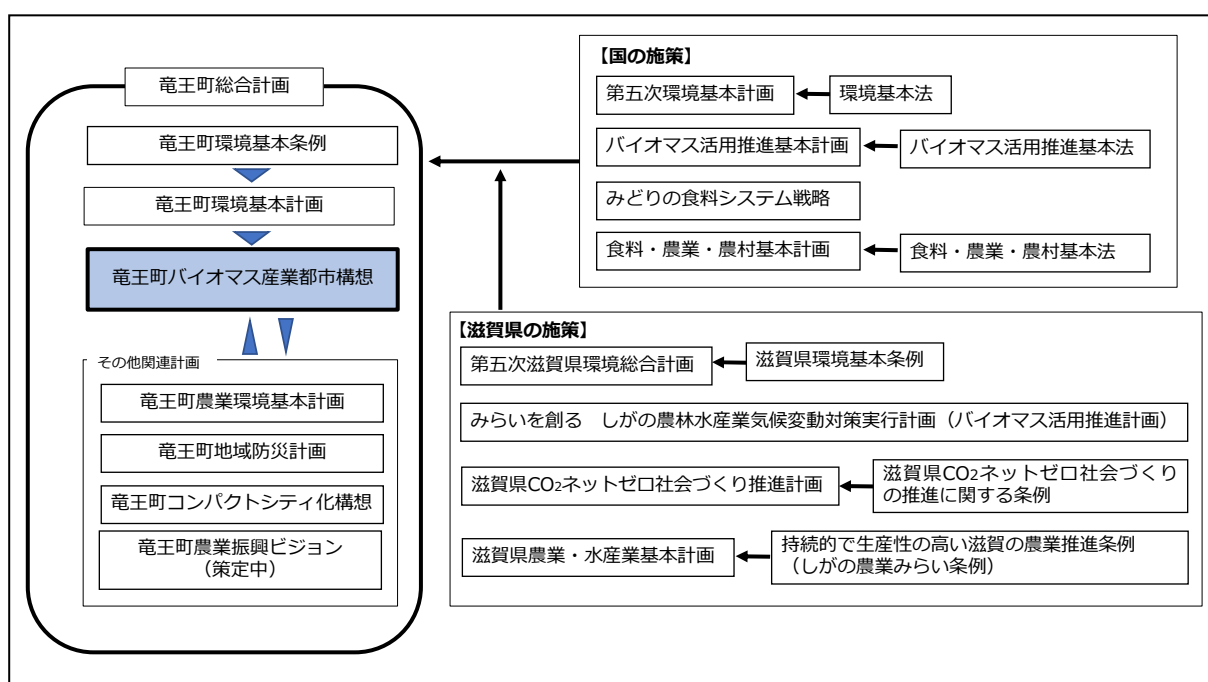 竜王町総合計画
竜王町環境基本条例
竜王町環境基本計画
竜王町バイオマス産業都市構想
その他関連計画
竜王町農業環境基本計画
竜王町地域防災計画
竜王町コンパクトシティ化構想
竜王町農業振興ビジョン
（策定中）
【国の施策】
第五次環境基本計画
環境基本法
バイオマス活用推進基本計画
バイオマス活用推進基本法
みどりの食料システム戦略
食料・農業・農村基本計画
食料・農業・農村基本法
【滋賀県の施策】
第五次滋賀県環境総合計画
滋賀県環境基本条例
みらいを創る　しがの農林水産業気候変動対策実行計画（バイオマス活用推進計画）
滋賀県CO₂ネットゼロ社会づくり推進計画
滋賀県CO₂ネットゼロ社会づくり
の推進に関する条例
滋賀県農業・水産業基本計画
持続的で生産性の高い滋賀の農業推進条例
（しがの農業みらい条例）